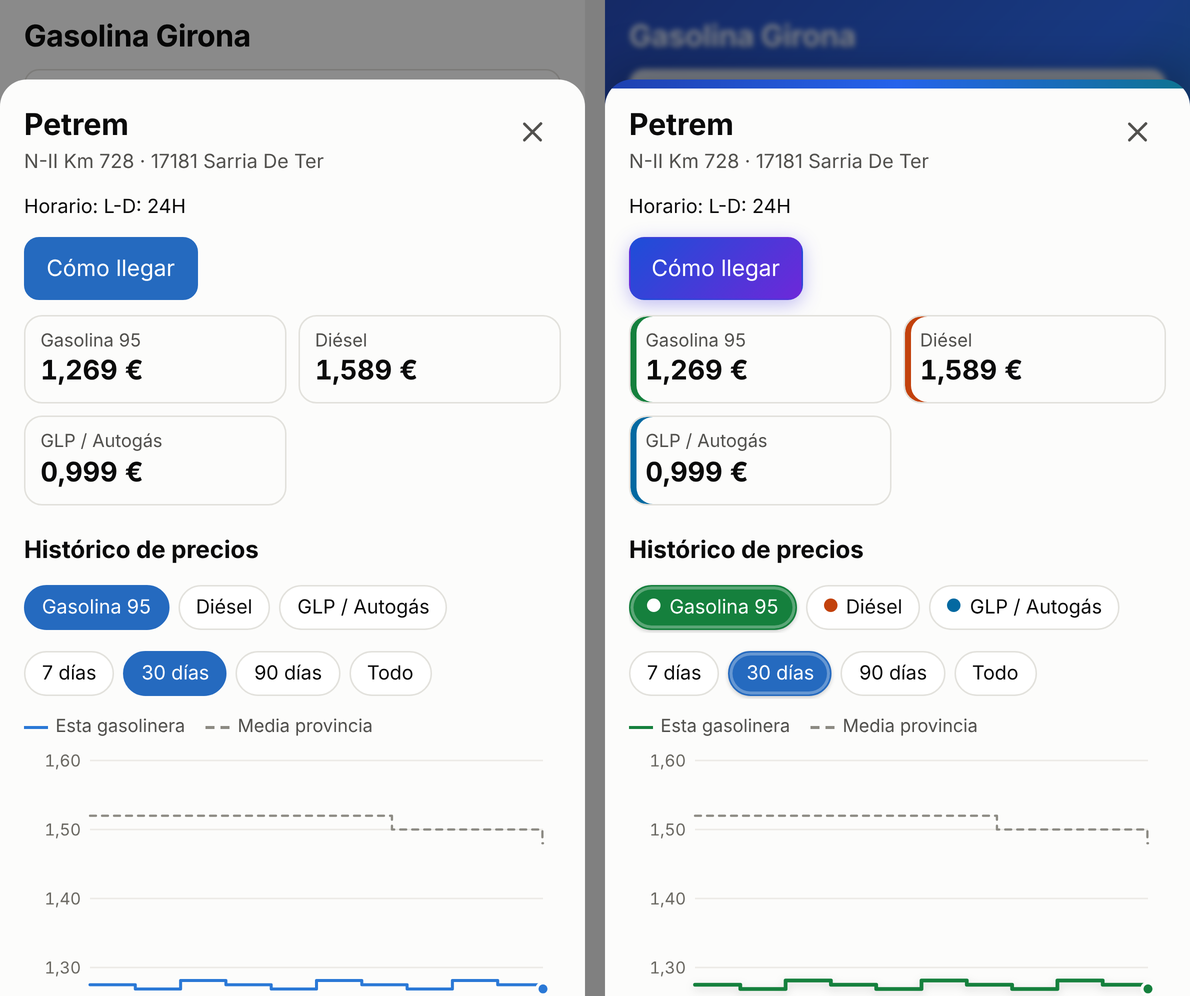 Gasolina Girona
Petrem
N-II Km 728 · 17181 Sarria De Ter
Horario: L-D: 24H
Cómo llegar
Gasolina 95
1,269 €
Diésel
1,589 €
GLP / Autogás
0,999 €
Histórico de precios
Gasolina 95 Diésel GLP / Autogás
7 días 30 días 90 días Todo
Esta gasolinera Media provincia
1,60
1,50
1,40
1,30
Gasolina Girona
Petrem
N-II Km 728 · 17181 Sarria De Ter
Horario: L-D: 24H
Cómo llegar
Gasolina 95
1,269 €
Diésel
1,589 €
GLP / Autogás
0,999 €
Histórico de precios
Gasolina 95 Diésel GLP / Autogás
7 días 30 días 90 días Todo
Esta gasolinera Media provincia
1,60
1,50
1,40
1,30